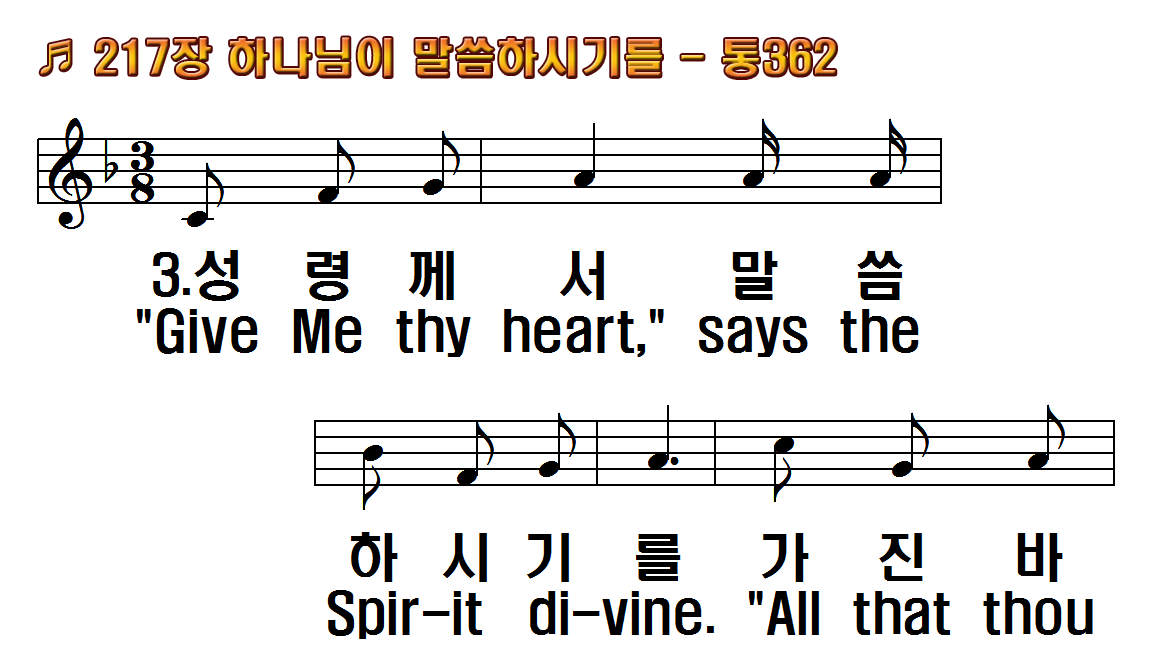 ♬ 217장 하나님이 말씀하시기를 - 통362
3
8
3.성 령 께 서 말 씀
"Give Me thy heart," says the
하 시 기 를 가 진 바
Spir-it di-vine. "All that thou